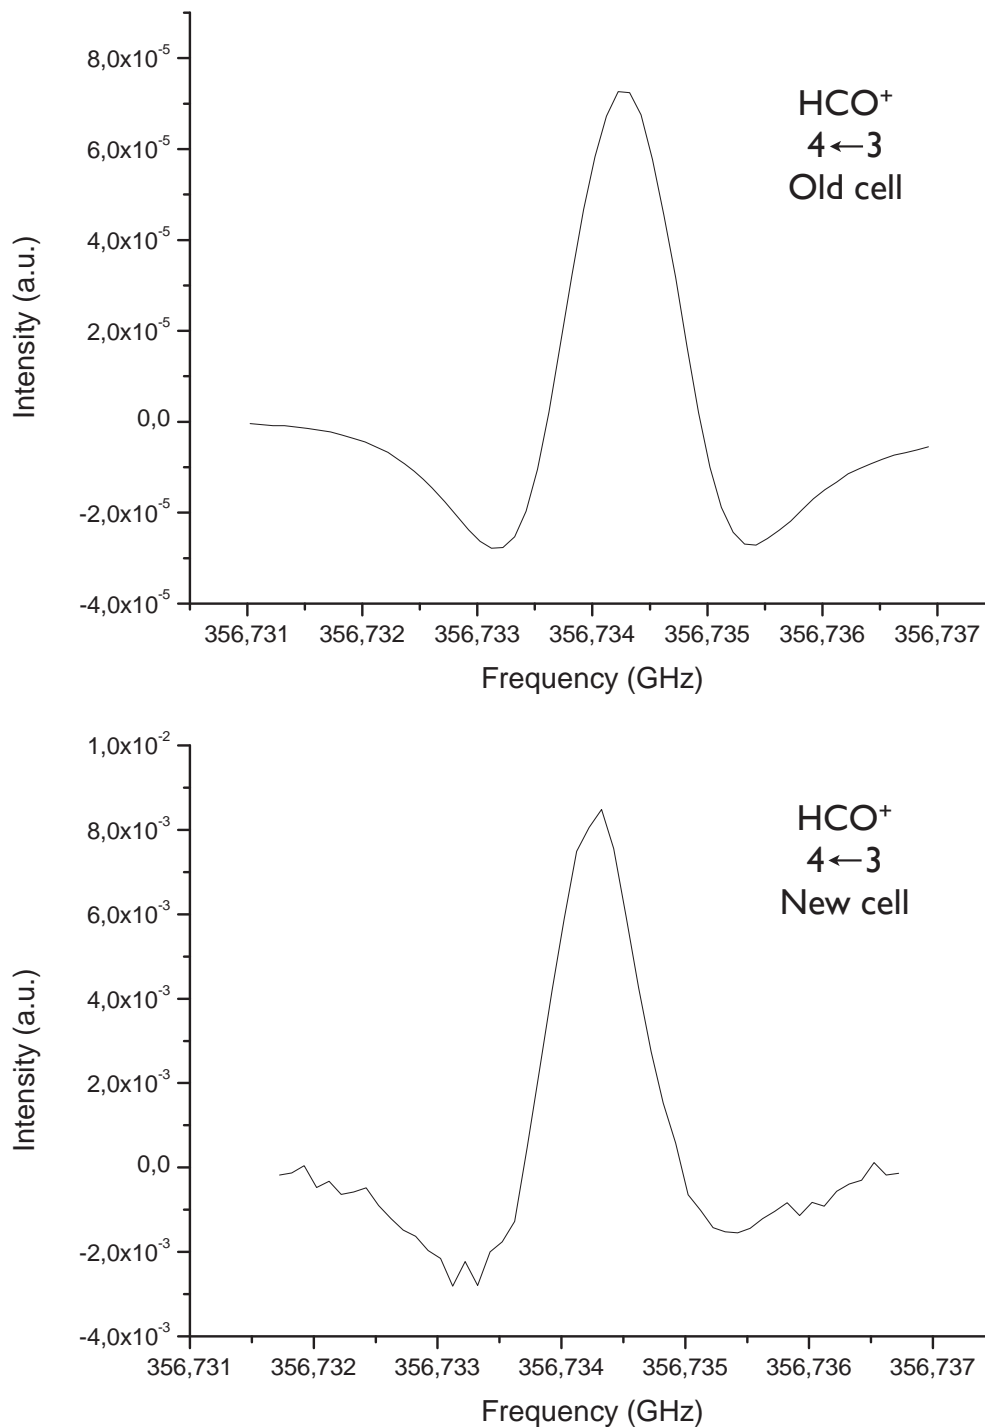 8,0x10⁻⁵
6,0x10⁻⁵
4,0x10⁻⁵
2,0x10⁻⁵
0,0
-2,0x10⁻⁵
-4,0x10⁻⁵
Intensity (a.u.)
HCO⁺
4←3
Old cell
356,731 356,732 356,733 356,734 356,735 356,736 356,737
Frequency (GHz)
1,0x10⁻²
8,0x10⁻³
6,0x10⁻³
4,0x10⁻³
2,0x10⁻³
0,0
-2,0x10⁻³
-4,0x10⁻³
Intensity (a.u.)
HCO⁺
4←3
New cell
356,731 356,732 356,733 356,734 356,735 356,736 356,737
Frequency (GHz)